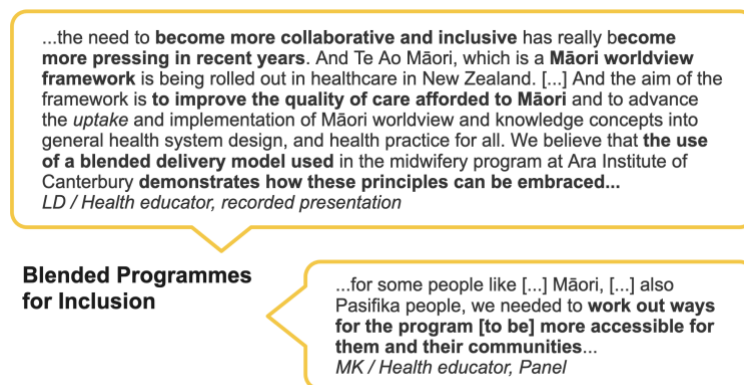 ...the need to become more collaborative and inclusive has really become
more pressing in recent years. And Te Ao Māori, which is a Māori worldview
framework is being rolled out in healthcare in New Zealand. [...] And the aim of the
framework is to improve the quality of care afforded to Māori and to advance
the uptake and implementation of Māori worldview and knowledge concepts into
general health system design, and health practice for all. We believe that the use
of a blended delivery model used in the midwifery program at Ara Institute of
Canterbury demonstrates how these principles can be embraced...
LD / Health educator, recorded presentation
Blended Programmes
for Inclusion
...for some people like [...] Māori, [...] also
Pasifika people, we needed to work out ways
for the program [to be] more accessible for
them and their communities...
MK / Health educator, Panel